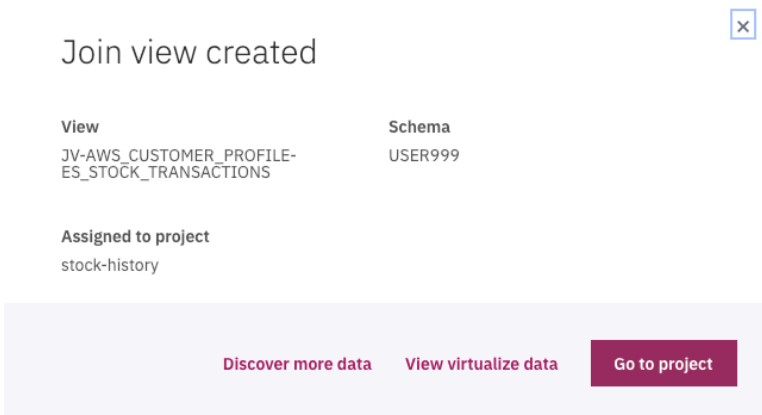 Join view created
View
Schema
JV-AWS_CUSTOMER_PROFILE-
ES_STOCK_TRANSACTIONS
USER999
Assigned to project
stock-history
Discover more data
View virtualize data
Go to project